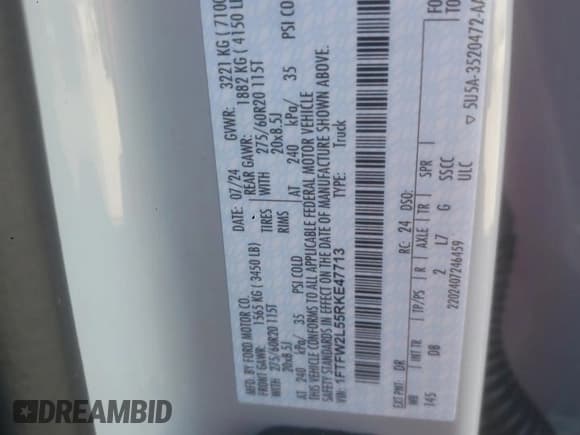 MFD. BY FORD MOTOR CO.
DATE: 07/24 GVWR: 3221 KG ( 7100
FRONT GAWR: 1565 KG (3450 LB) REAR GAWR: 1882 KG ( 4150 LB
275/60R20 115T TIRES WITH 275/60R20 115T
20x8.5J RIMS 20x8.5J
AT 240 kPa/ 35 PSI COLD AT 240 kPa/ 35 PSI COLD
THIS VEHICLE CONFORMS TO ALL APPLICABLE FEDERAL MOTOR VEHICLE
SAFETY STANDARDS IN EFFECT ON THE DATE OF MANUFACTURE SHOWN ABOVE.
VIN: 1FTFW2L55RKE47713 TYPE: Truck
EXT PNT: DR RC: 24 DSO: FO
WB INT TR TP/PS R AXLE TR SPR TO
145 DB 2 L7 G SSCC
2202407246459 ULC
▽ 5U5A-3520472-AA
DREAMBID